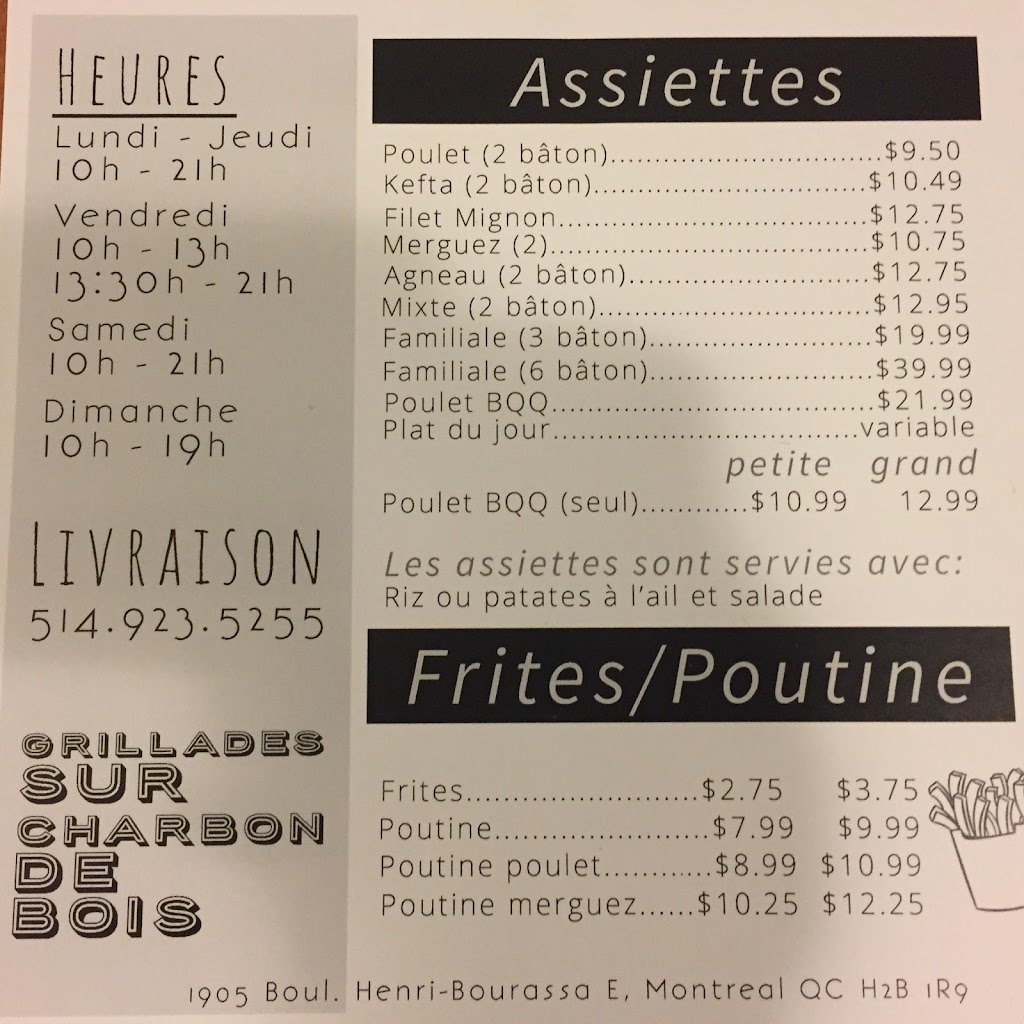 HEURES
Lundi - Jeudi
10h - 21h
Vendredi
10h - 13h
13:30h - 21h
Samedi
10h - 21h
Dimanche
10h - 19h
LIVRAISON
514.923.5255
GRILLADES
SUR
CHARBON
DE
BOIS
Assiettes
Poulet (2 bâton)..............................$9.50
Kefta (2 bâton)..............................$10.49
Filet Mignon..................................$12.75
Merguez (2)...................................$10.75
Agneau (2 bâton)...........................$12.75
Mixte (2 bâton)..............................$12.95
Familiale (3 bâton)........................$19.99
Familiale (6 bâton)........................$39.99
Poulet BQQ...................................$21.99
Plat du jour.................................variable
petite grand
Poulet BQQ (seul)............$10.99 12.99
Les assiettes sont servies avec:
Riz ou patates à l'ail et salade
Frites/Poutine
Frites.........................$2.75 $3.75
Poutine.......................$7.99 $9.99
Poutine poulet............$8.99 $10.99
Poutine merguez......$10.25 $12.25
1905 Boul. Henri-Bourassa E, Montreal QC H2B 1R9